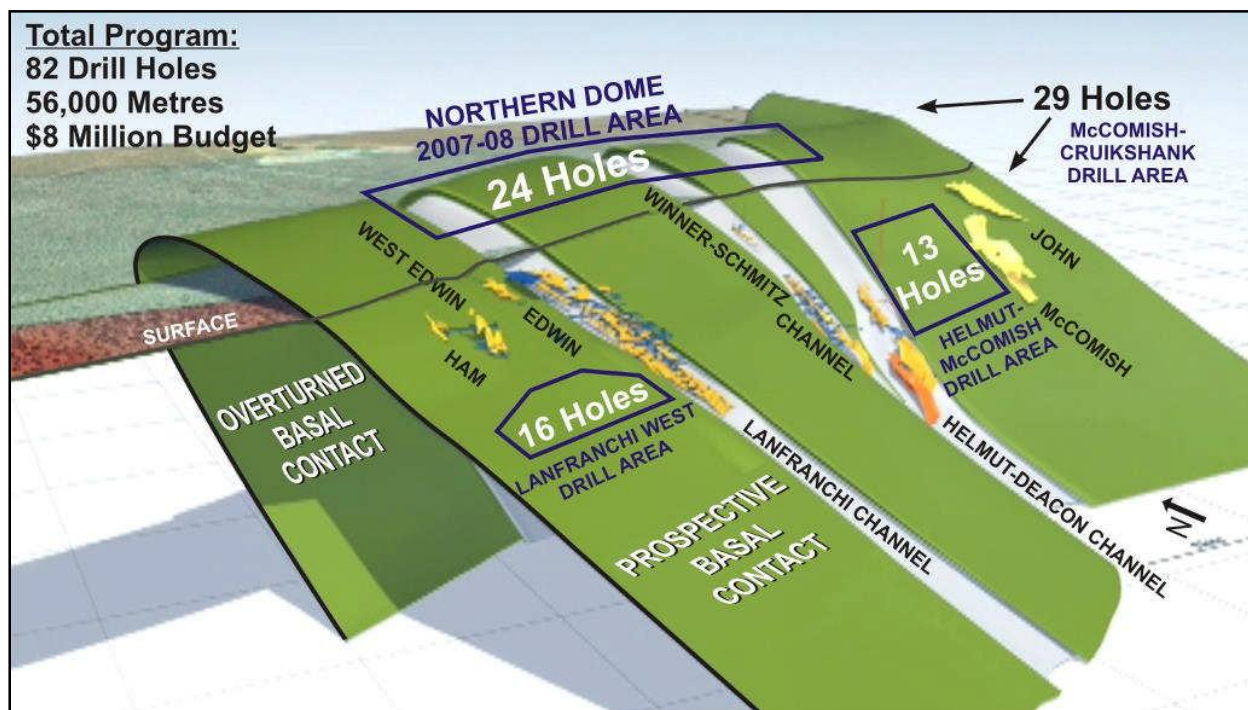 Total Program:
82 Drill Holes
56,000 Metres
$8 Million Budget
NORTHERN DOME
2007-08 DRILL AREA
24 Holes
29 Holes
McCOMISH-
CRUIKSHANK
DRILL AREA
WEST EDWIN
EDWIN
HAM
WINNER-SCHMITZ
CHANNEL
13
Holes
HELMUT-
McCOMISH
DRILL AREA
JOHN
McCOMISH
SURFACE
OVERTURNED
BASAL
CONTACT
16 Holes
LANFRANCHI WEST
DRILL AREA
PROSPECTIVE
BASAL
CONTACT
LANFRANCHI CHANNEL
HELMUT-DEACON CHANNEL
N